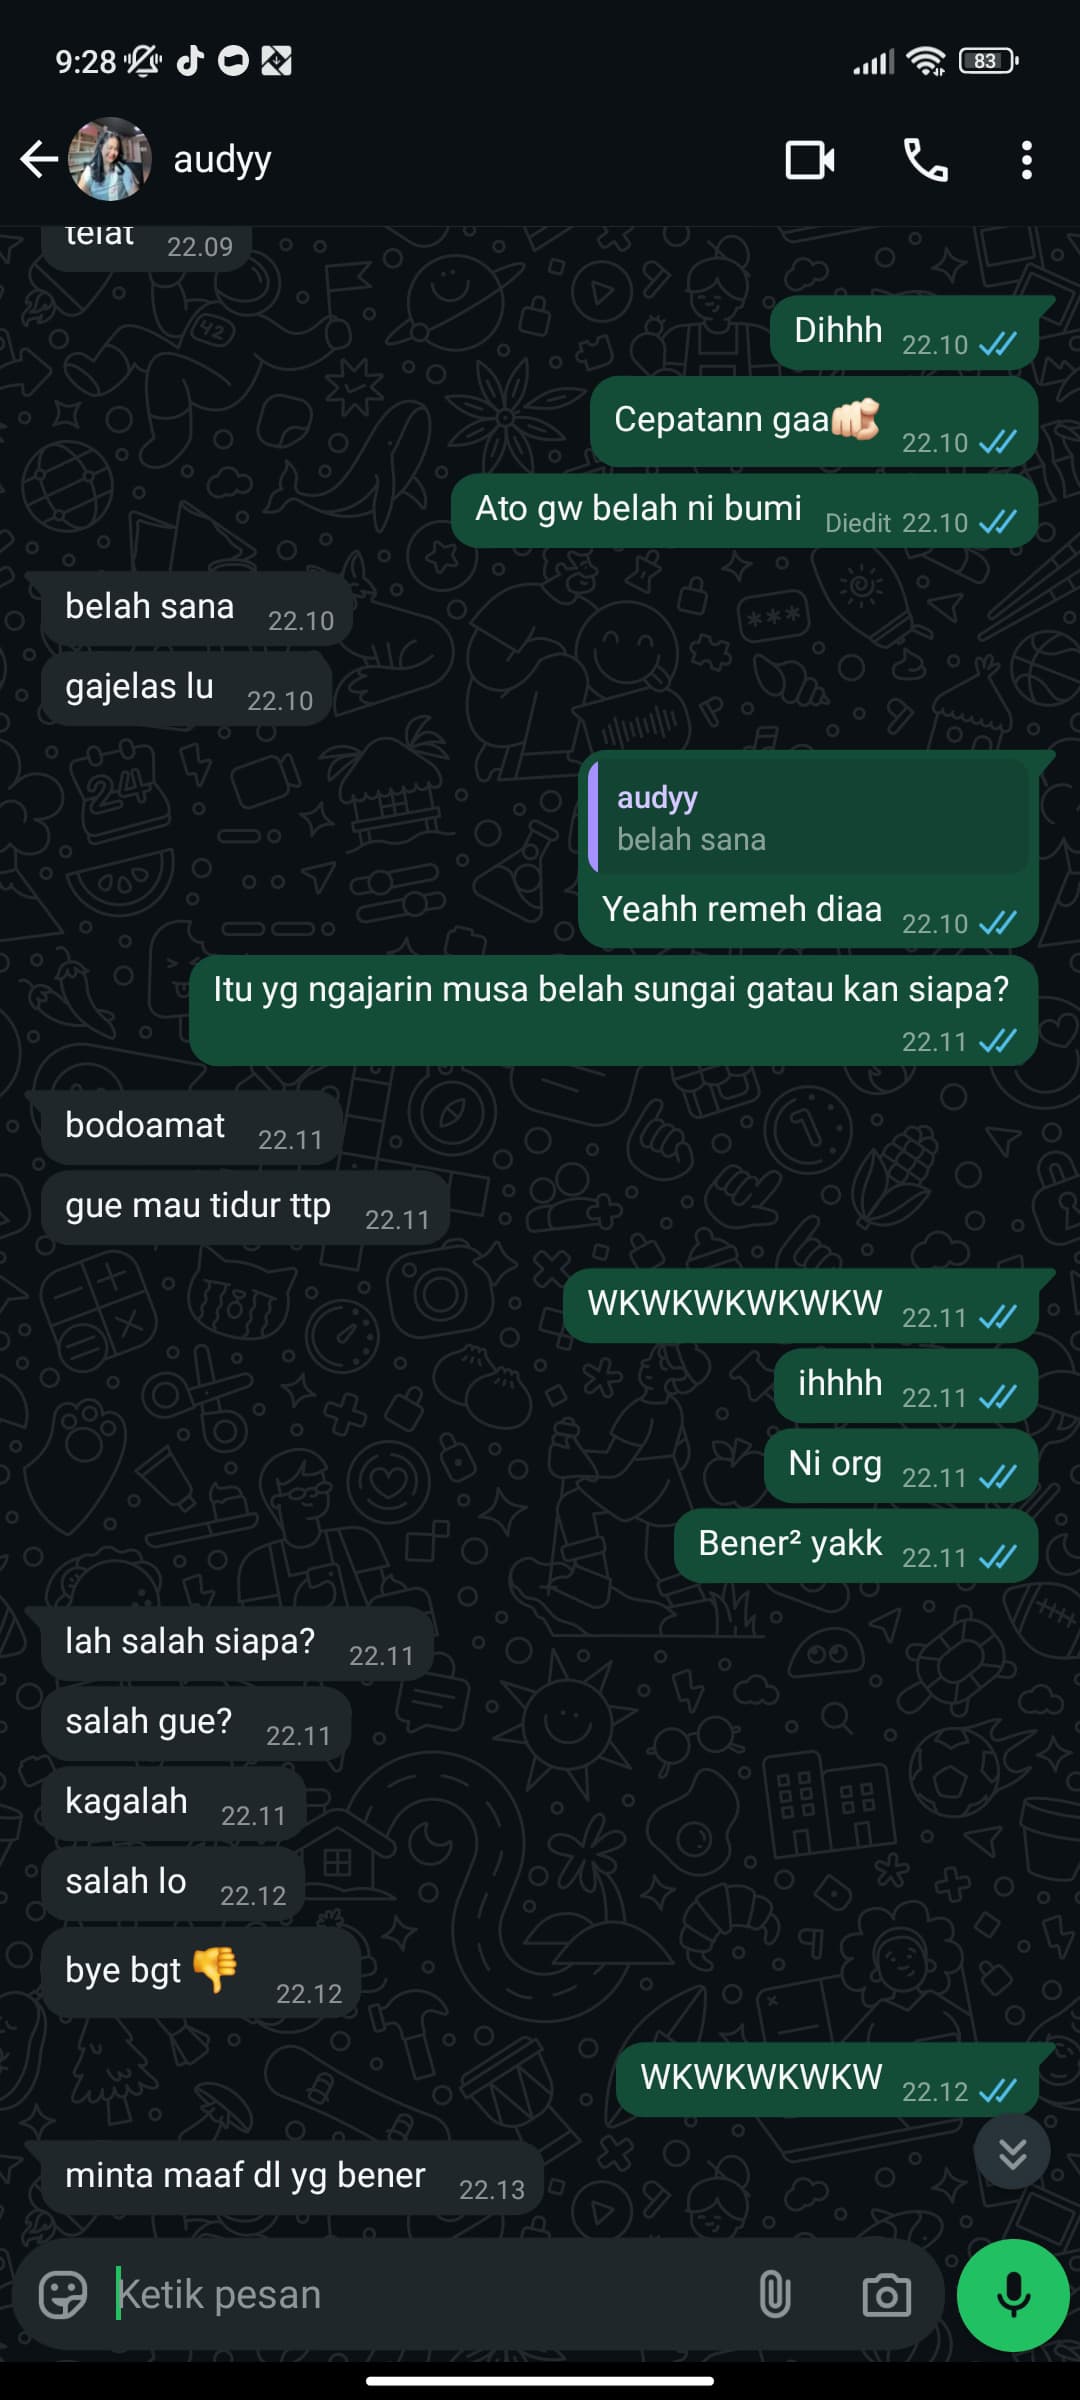 9:28
83
audyy
telat 22.09
Dihhh 22.10
Cepatann gaa🫵🏻 22.10
Ato gw belah ni bumi Diedit 22.10
belah sana 22.10
gajelas lu 22.10
audyy
belah sana
Yeahh remeh diaa 22.10
Itu yg ngajarin musa belah sungai gatau kan siapa?
22.11
bodoamat 22.11
gue mau tidur ttp 22.11
WKWKWKWKWKW 22.11
ihhhh 22.11
Ni org 22.11
Bener² yakk 22.11
lah salah siapa? 22.11
salah gue? 22.11
kagalah 22.11
salah lo 22.12
bye bgt 👎 22.12
WKWKWKWKW 22.12
minta maaf dl yg bener 22.13
Ketik pesan